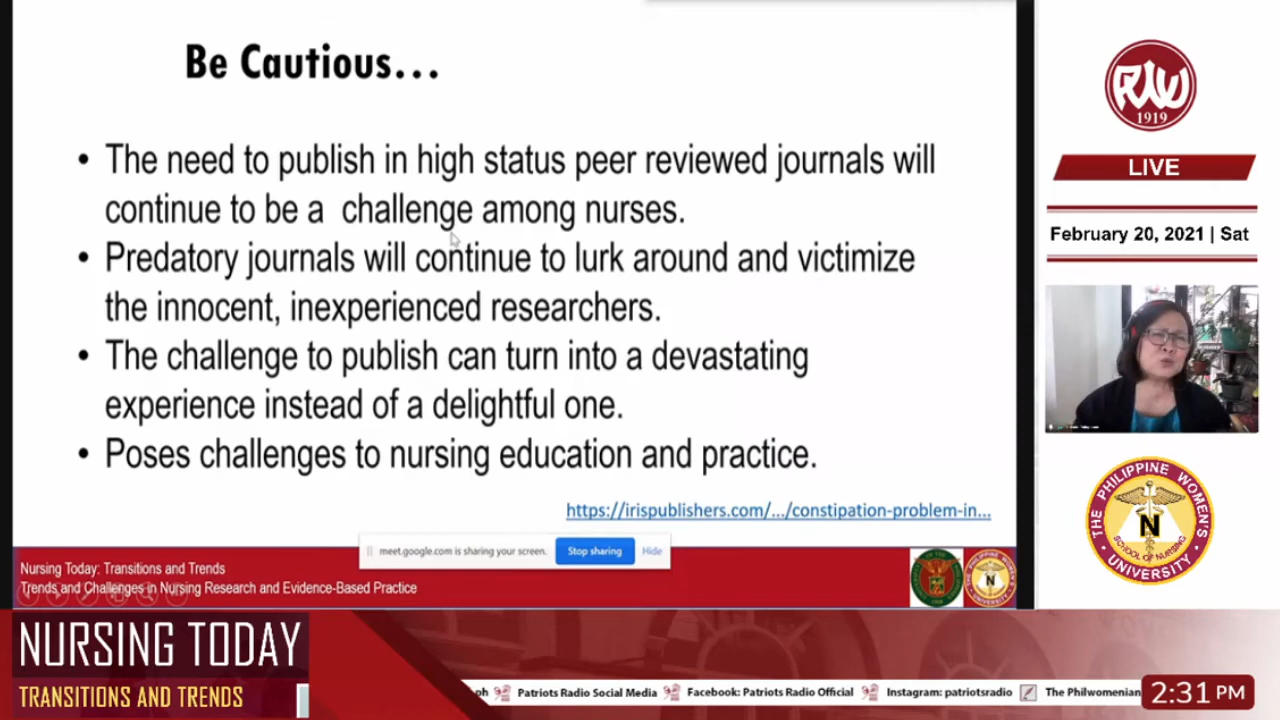 Be Cautious...
• The need to publish in high status peer reviewed journals will
continue to be a challenge among nurses.
• Predatory journals will continue to lurk around and victimize
the innocent, inexperienced researchers.
• The challenge to publish can turn into a devastating
experience instead of a delightful one.
• Poses challenges to nursing education and practice.
https://irispublishers.com/.../constipation-problem-in...
meet.google.com is sharing your screen.
Stop sharing
Hide
Nursing Today: Transitions and Trends
Trends and Challenges in Nursing Research and Evidence-Based Practice
PWU
1919
LIVE
February 20, 2021 | Sat
THE PHILIPPINE WOMEN'S
UNIVERSITY
SCHOOL OF NURSING
N
NURSING TODAY
TRANSITIONS AND TRENDS
ph
Patriots Radio Social Media
Facebook: Patriots Radio Official
Instagram: patriotsradio
The Philwomenian
2:31 PM